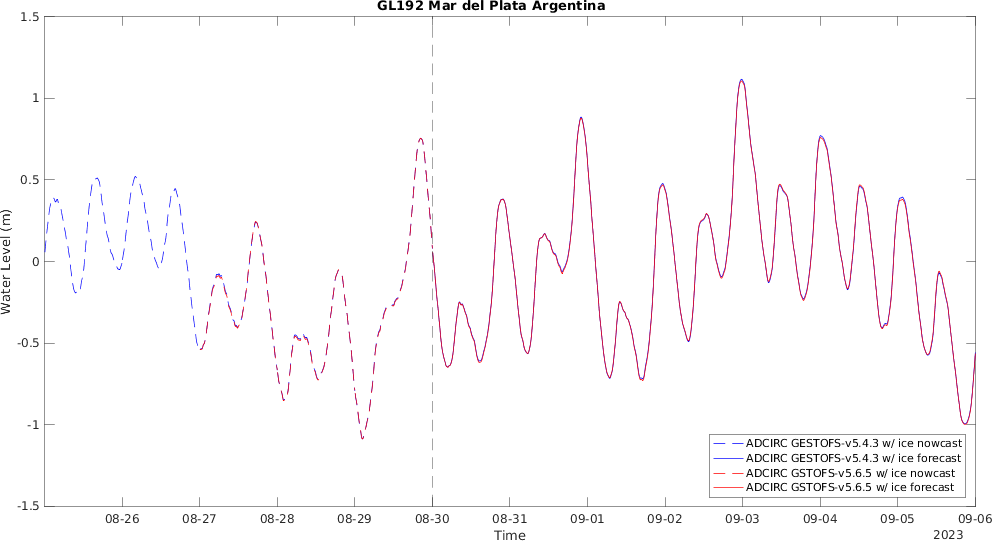 GL192 Mar del Plata Argentina
1.5
1
0.5
0
-0.5
-1
-1.5
Water Level (m)
08-26 08-27 08-28 08-29 08-30 08-31 09-01 09-02 09-03 09-04 09-05 09-06
Time
2023
ADCIRC GESTOFS-v5.4.3 w/ ice nowcast
ADCIRC GESTOFS-v5.4.3 w/ ice forecast
ADCIRC GSTOFS-v5.6.5 w/ ice nowcast
ADCIRC GSTOFS-v5.6.5 w/ ice forecast